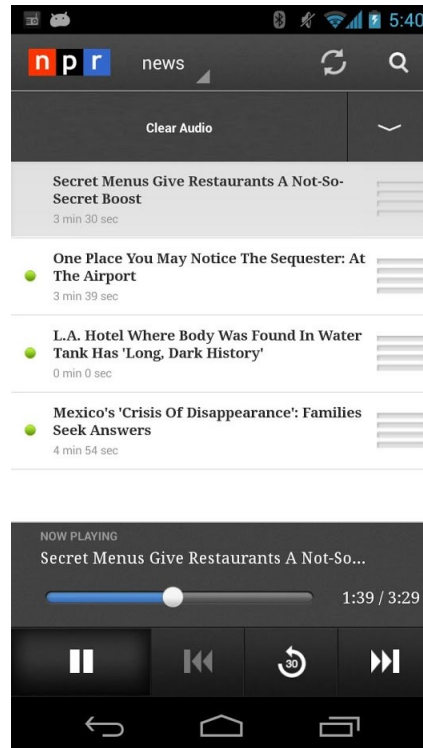 5:40
npr news
Clear Audio
Secret Menus Give Restaurants A Not-So-
Secret Boost
3 min 30 sec
One Place You May Notice The Sequester: At
The Airport
3 min 39 sec
L.A. Hotel Where Body Was Found In Water
Tank Has 'Long, Dark History'
0 min 0 sec
Mexico's 'Crisis Of Disappearance': Families
Seek Answers
4 min 54 sec
NOW PLAYING
Secret Menus Give Restaurants A Not-So...
1:39 / 3:29
30